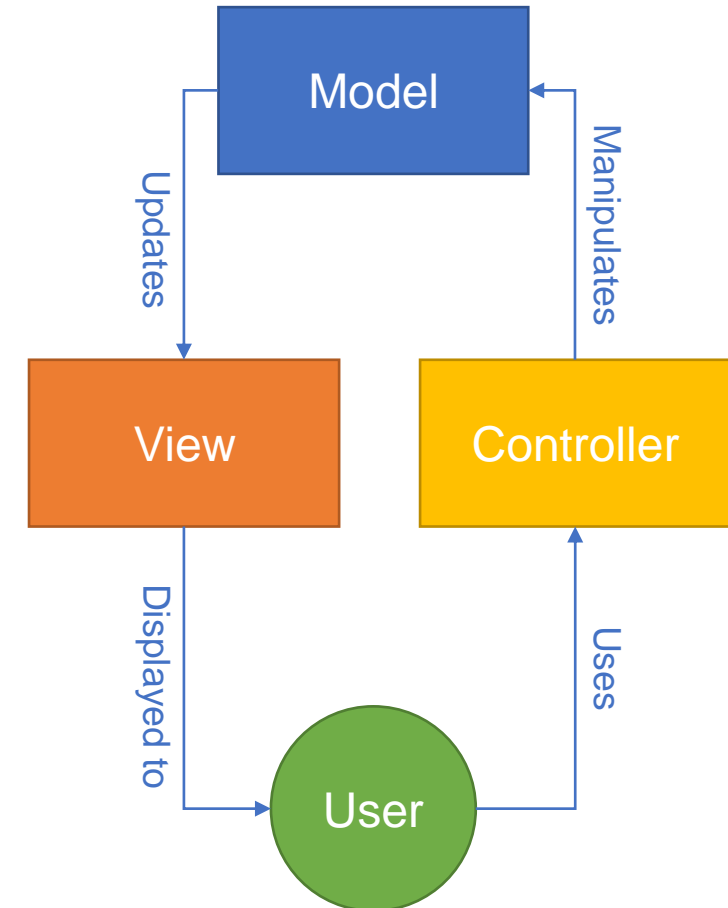 Model
Updates
Manipulates
View
Controller
Displayed to
Uses
User